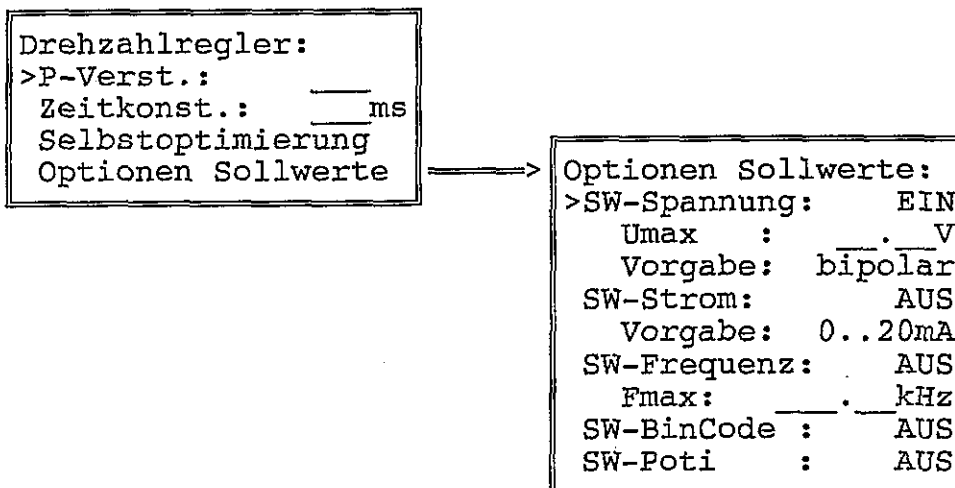 Drehzahlregler:
>P-Verst.: ___
Zeitkonst.: ___ms
Selbstoptimierung
Optionen Sollwerte ====>
Optionen Sollwerte:
>SW-Spannung: EIN
Umax : __.__V
Vorgabe: bipolar
SW-Strom: AUS
Vorgabe: 0..20mA
SW-Frequenz: AUS
Fmax: ___.__kHz
SW-BinCode : AUS
SW-Poti : AUS